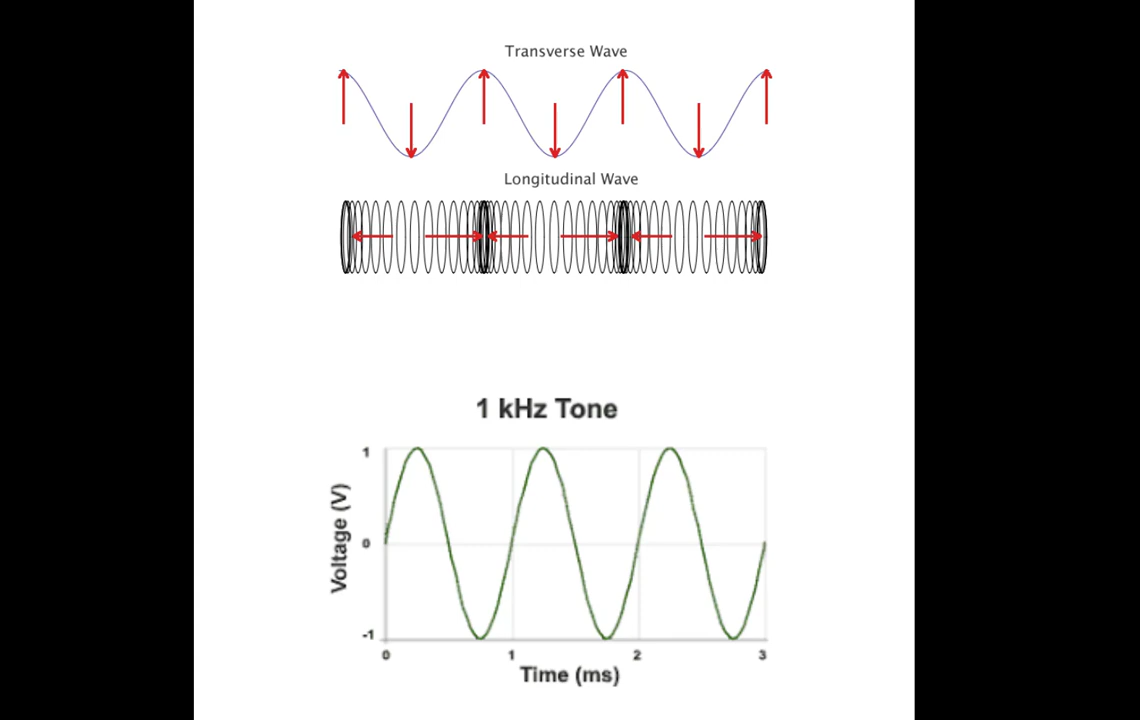 Transverse Wave
Longitudinal Wave
1 kHz Tone
1
0
-1
Voltage (V)
0 1 2 3
Time (ms)